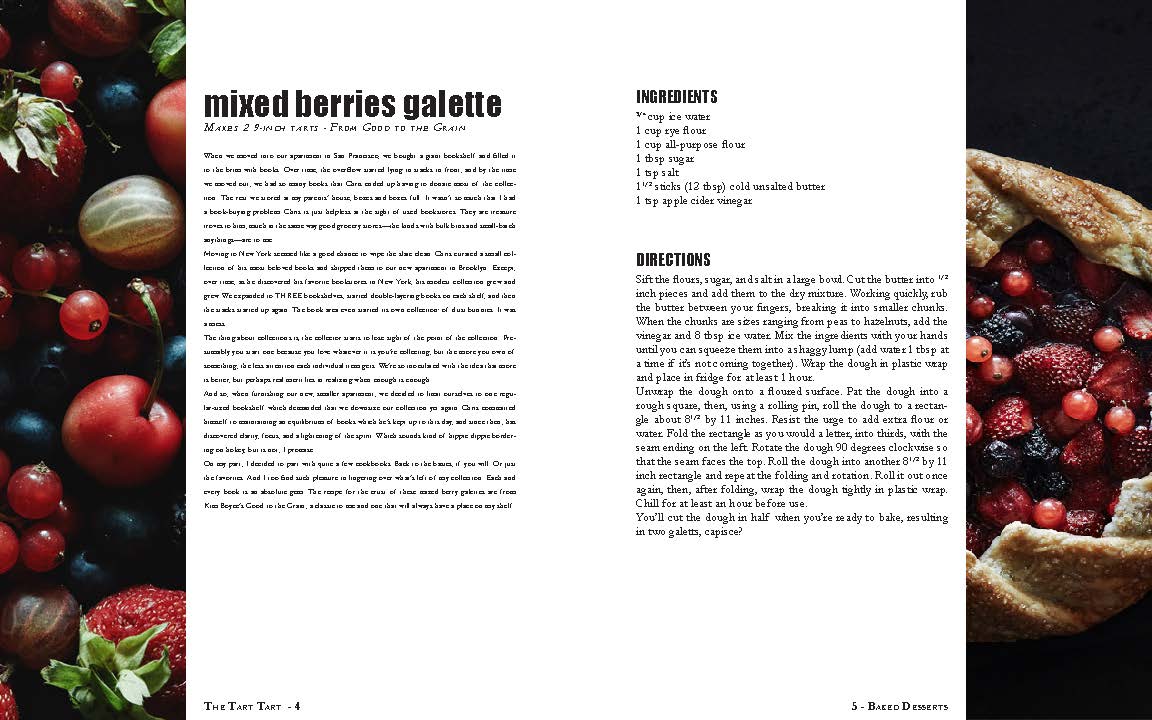 mixed berries galette
Makes 2 9-inch tarts - From Good to the Grain
When we moved into our apartment in San Francisco, we bought a giant bookshelf and filled it
to the brim with books. Over time, the overflow started lying in stacks in front, and by the time
we moved out, we had so many books that Chris ended up having to donate most of the collec-
tion. The rest we stored at my parents' house, boxes and boxes full. It wasn't so much that I had
a book-buying problem. Chris is just helpless at the sight of used bookstores. They are treasure
troves to him, much in the same way good grocery stores—the kinds with bulk bins and small-batch
anythings—are to me.
Moving to New York seemed like a good chance to wipe the slate clean. Chris curated a small col-
lection of his most beloved books and shipped them to our new apartment in Brooklyn. Except,
over time, as he discovered his favorite bookstores in New York, his modest collection grew and
grew. We expanded to THREE bookshelves, started double-layering books on each shelf, and then
the stacks started up again. The book area even started its own collection of dust bunnies. It was
a mess.
The thing about collections is, the collector starts to lose sight of the point of the collection. Pre-
sumably you start one because you love whatever it is you're collecting, but the more you own of
something, the less attention each individual item gets. We're so inculcated with the idea that more
is better, but perhaps real merit lies in realizing when enough is enough.
And so, when furnishing our new, smaller apartment, we decided to limit ourselves to one regu-
lar-sized bookshelf which demanded that we downsize our collection yet again. Chris committed
himself to maintaining an equilibrium of books which he's kept up to this day, and since then, has
discovered clarity, focus, and a lightening of the spirit. Which sounds kind of hippie dippie border-
ing on hokey but is not, I promise.
On my part, I decided to part with quite a few cookbooks. Back to the basics, if you will. Or just
the favorites. And I too find such pleasure in lingering over what's left of my collection. Each and
every book is an absolute gem. The recipe for the crust of these mixed berry galettes are from
Kim Boyce's Good to the Grain, a classic to me and one that will always have a place on my shelf.
The Tart Tart - 4
INGREDIENTS
cup ice water
1 cup rye flour
1 cup all-purpose flour
1 tbsp sugar
1 tsp salt
1 1/2 sticks (12 tbsp) cold unsalted butter
1 tsp apple cider vinegar
DIRECTIONS
Sift the flours, sugar, and salt in a large bowl. Cut the butter into 1/2
inch pieces and add them to the dry mixture. Working quickly, rub
the butter between your fingers, breaking it into smaller chunks.
When the chunks are sizes ranging from peas to hazelnuts, add the
vinegar and 8 tbsp ice water. Mix the ingredients with your hands
until you can squeeze them into a shaggy lump (add water 1 tbsp at
a time if it's not coming together). Wrap the dough in plastic wrap
and place in fridge for at least 1 hour.
Unwrap the dough onto a floured surface. Pat the dough into a
rough square, then, using a rolling pin, roll the dough to a rectan-
gle about 8 1/2 by 11 inches. Resist the urge to add extra flour or
water. Fold the rectangle as you would a letter, into thirds, with the
seam ending on the left. Rotate the dough 90 degrees clockwise so
that the seam faces the top. Roll the dough into another 8 1/2 by 11
inch rectangle and repeat the folding and rotation. Roll it out once
again, then, after folding, wrap the dough tightly in plastic wrap.
Chill for at least an hour before use.
You'll cut the dough in half when you're ready to bake, resulting
in two galetts, capisce?
5 - Baked Desserts